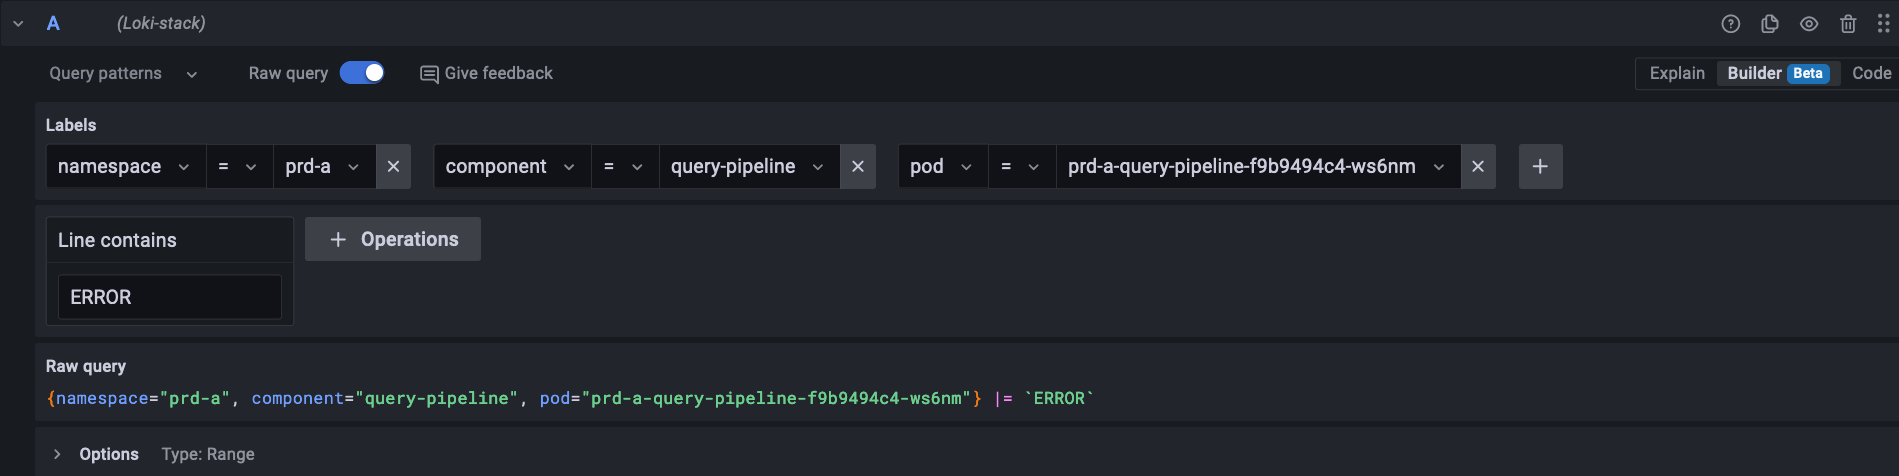 A (Loki-stack)
Query patterns Raw query Give feedback Explain Builder Beta Code
Labels
namespace = prd-a component = query-pipeline pod = prd-a-query-pipeline-f9b9494c4-ws6nm
Line contains
Operations
ERROR
Raw query
{namespace="prd-a", component="query-pipeline", pod="prd-a-query-pipeline-f9b9494c4-ws6nm"} |= `ERROR`
Options Type: Range